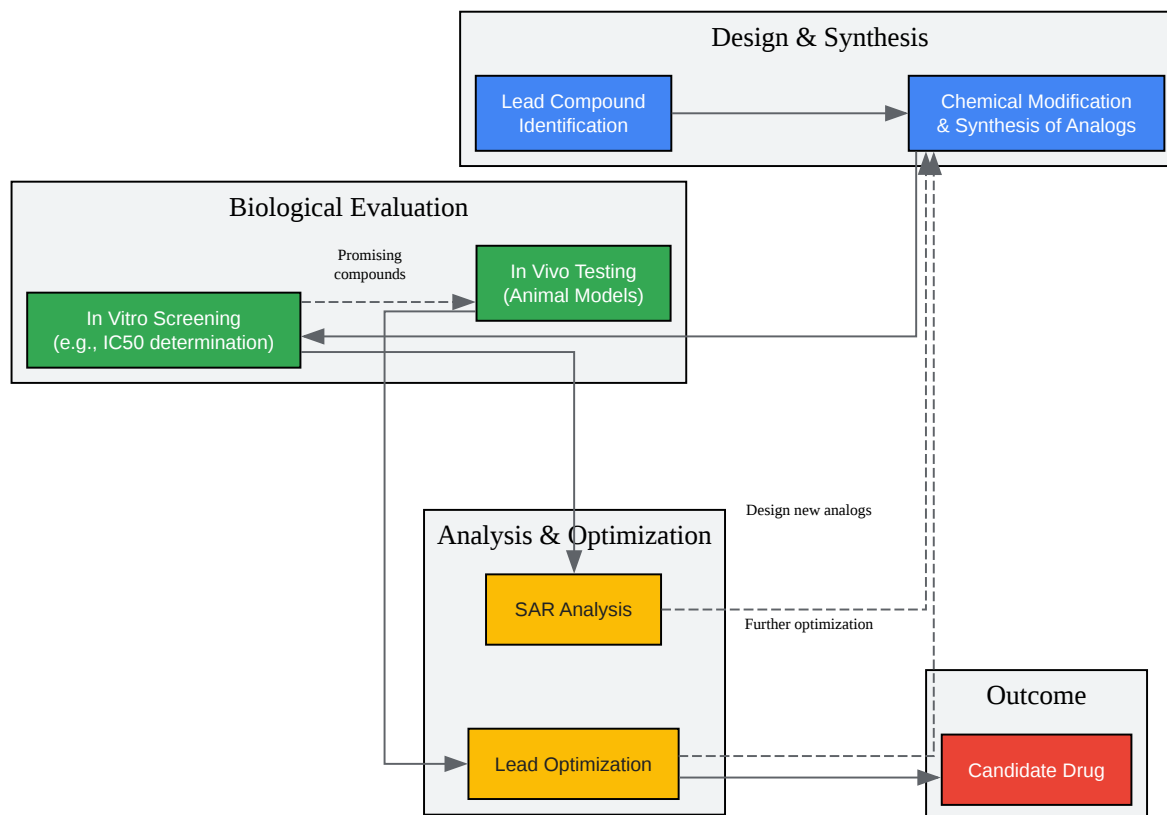 Design & Synthesis
Lead Compound
Identification
Chemical Modification
& Synthesis of Analogs
Biological Evaluation
Promising
compounds
In Vivo Testing
(Animal Models)
In Vitro Screening
(e.g., IC50 determination)
Design new analogs
Analysis & Optimization
SAR Analysis
Further optimization
Outcome
Lead Optimization
Candidate Drug